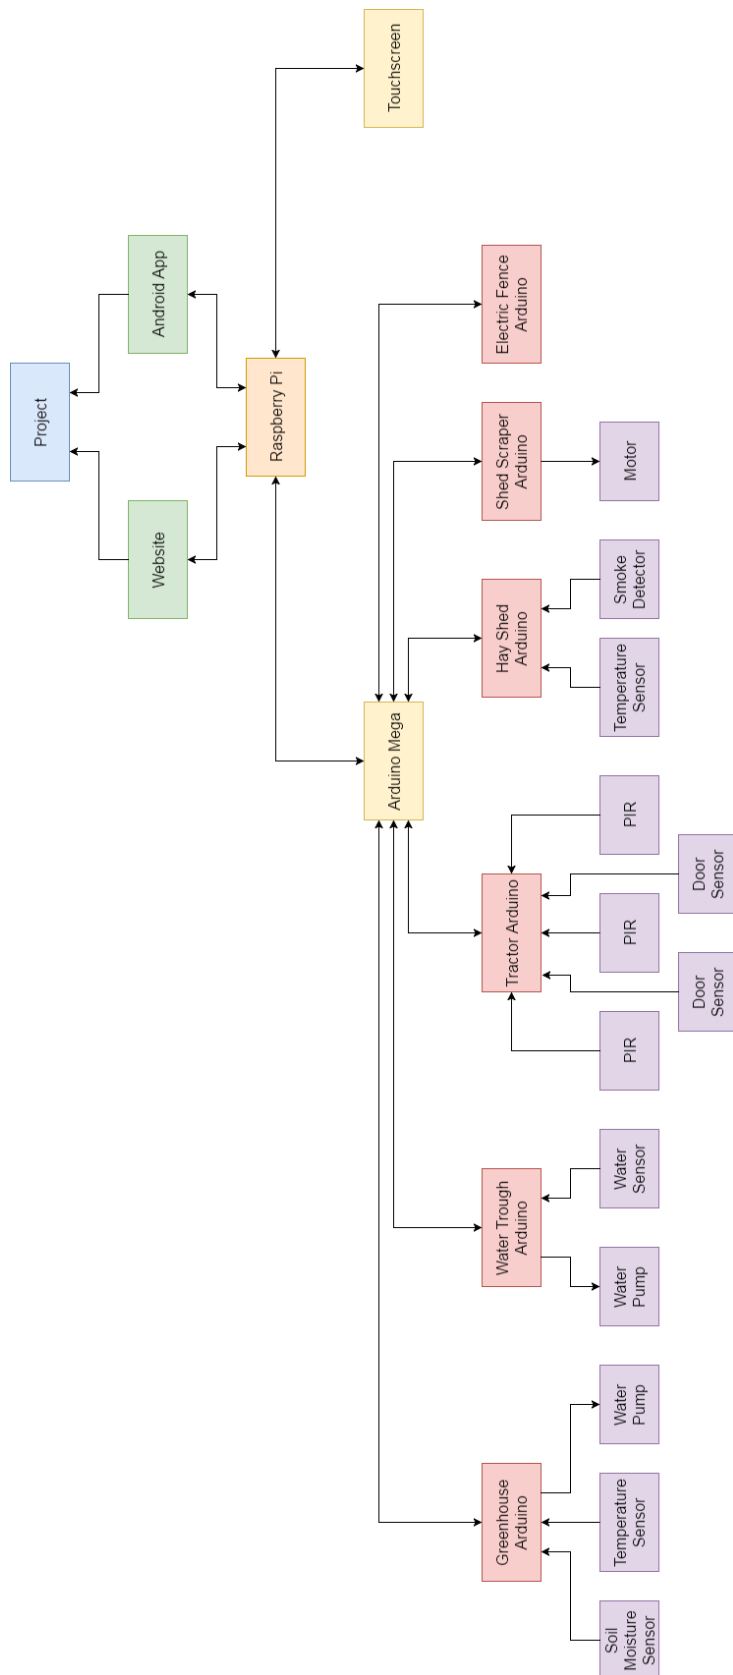 Project
Website
Android App
Raspberry Pi
Arduino Mega
Touchscreen
Greenhouse
Arduino
Water Trough
Arduino
Tractor Arduino
Hay Shed
Arduino
Shed Scraper
Arduino
Electric Fence
Arduino
Soil
Moisture
Sensor
Temperature
Sensor
Water
Pump
Water
Pump
Water
Sensor
PIR
PIR
PIR
Temperature
Sensor
Smoke
Detector
Motor
Door
Sensor
Door
Sensor